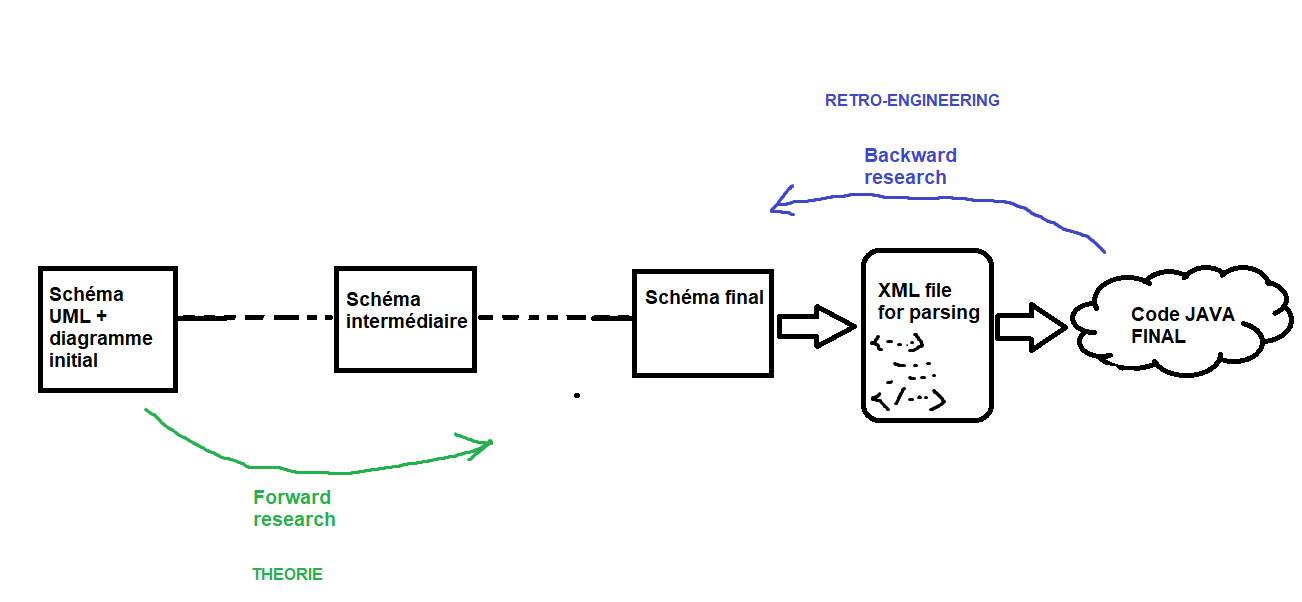 RETRO-ENGINEERING
Backward
research
Schéma
UML +
diagramme
initial
Schéma
intermédiaire
Schéma final
XML file
for parsing
<--->
</...>
Code JAVA
FINAL
Forward
research
THEORIE